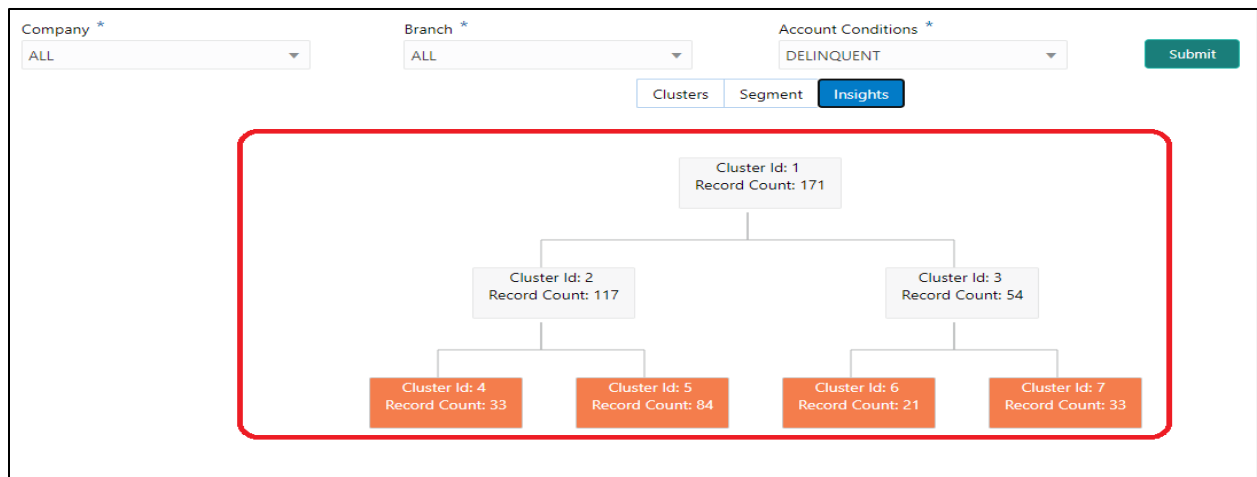 Company *
Branch *
Account Conditions *
ALL
ALL
DELINQUENT
Submit
Clusters
Segment
Insights
Cluster Id: 1
Record Count: 171
Cluster Id: 2
Record Count: 117
Cluster Id: 3
Record Count: 54
Cluster Id: 4
Record Count: 33
Cluster Id: 5
Record Count: 84
Cluster Id: 6
Record Count: 21
Cluster Id: 7
Record Count: 33